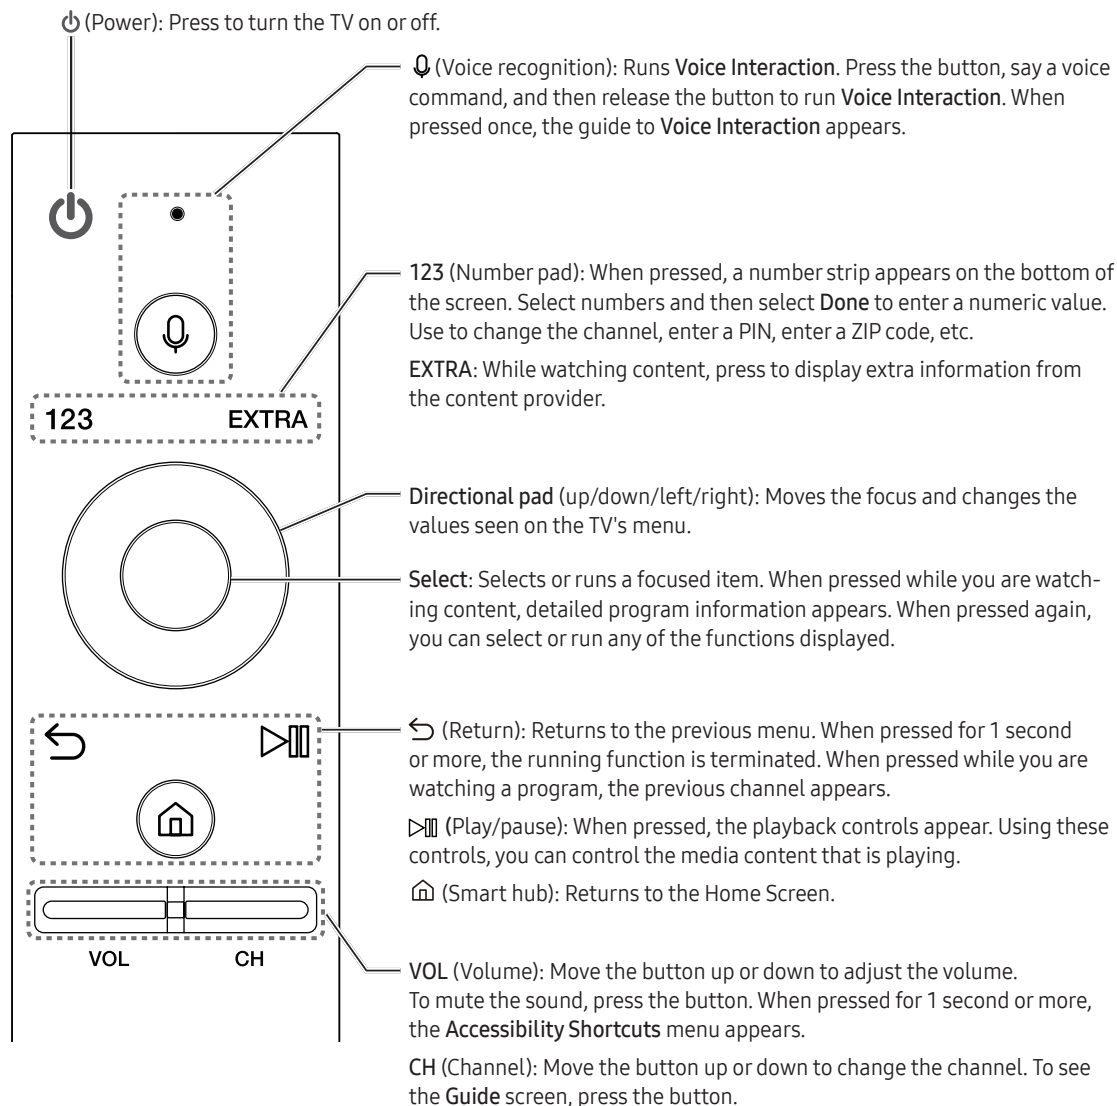 (Power): Press to turn the TV on or off.
(Voice recognition): Runs Voice Interaction. Press the button, say a voice
command, and then release the button to run Voice Interaction. When
pressed once, the guide to Voice Interaction appears.
123 (Number pad): When pressed, a number strip appears on the bottom of
the screen. Select numbers and then select Done to enter a numeric value.
Use to change the channel, enter a PIN, enter a ZIP code, etc.
EXTRA: While watching content, press to display extra information from
the content provider.
123 EXTRA
Directional pad (up/down/left/right): Moves the focus and changes the
values seen on the TV's menu.
Select: Selects or runs a focused item. When pressed while you are watch-
ing content, detailed program information appears. When pressed again,
you can select or run any of the functions displayed.
(Return): Returns to the previous menu. When pressed for 1 second
or more, the running function is terminated. When pressed while you are
watching a program, the previous channel appears.
(Play/pause): When pressed, the playback controls appear. Using these
controls, you can control the media content that is playing.
(Smart hub): Returns to the Home Screen.
VOL CH
VOL (Volume): Move the button up or down to adjust the volume.
To mute the sound, press the button. When pressed for 1 second or more,
the Accessibility Shortcuts menu appears.
CH (Channel): Move the button up or down to change the channel. To see
the Guide screen, press the button.